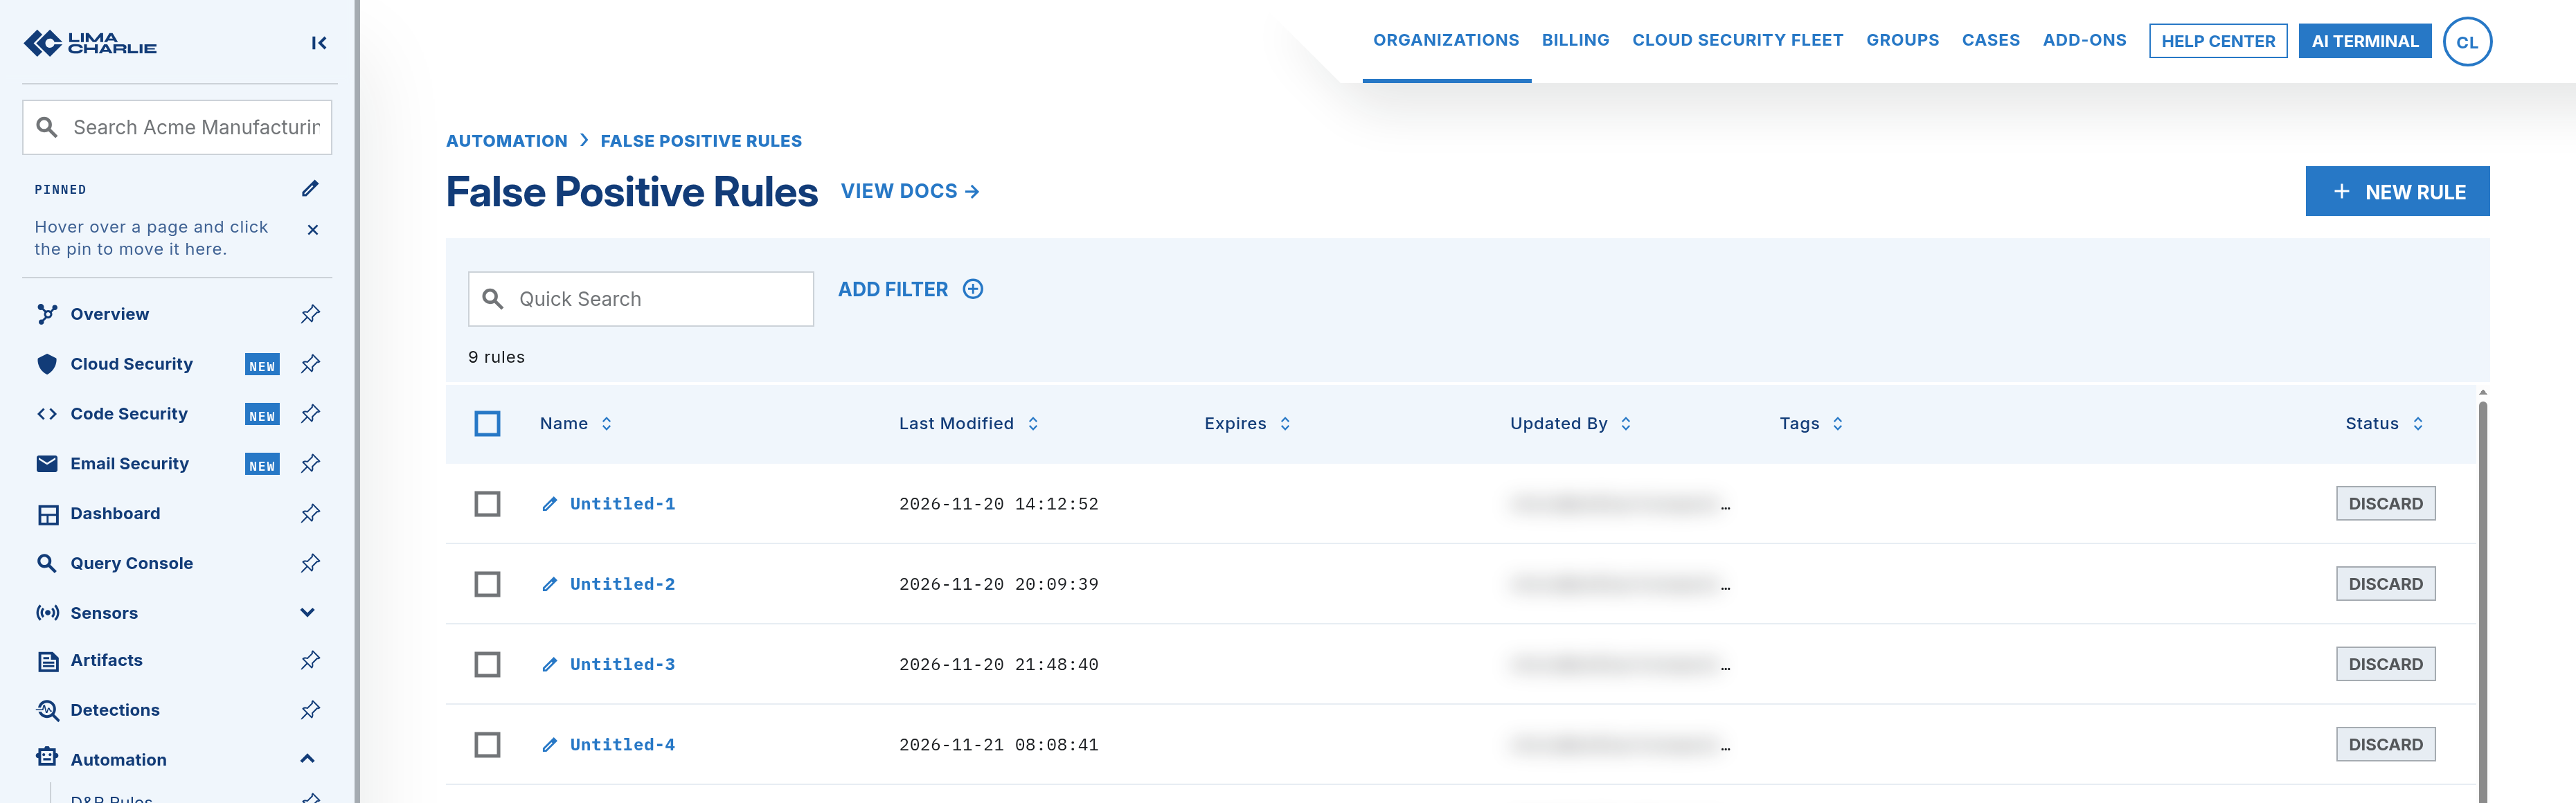 LIMA CHARLIE
Search Acme Manufacturin
PINNED
Hover over a page and click
the pin to move it here.
Overview
Cloud Security NEW
Code Security NEW
Email Security NEW
Dashboard
Query Console
Sensors
Artifacts
Detections
Automation
D&R Rules
ORGANIZATIONS BILLING CLOUD SECURITY FLEET GROUPS CASES ADD-ONS HELP CENTER AI TERMINAL CL
AUTOMATION > FALSE POSITIVE RULES
False Positive Rules VIEW DOCS →
+ NEW RULE
Quick Search ADD FILTER
9 rules
Name Last Modified Expires Updated By Tags Status
Untitled-1 2026-11-20 14:12:52 … DISCARD
Untitled-2 2026-11-20 20:09:39 … DISCARD
Untitled-3 2026-11-20 21:48:40 … DISCARD
Untitled-4 2026-11-21 08:08:41 … DISCARD